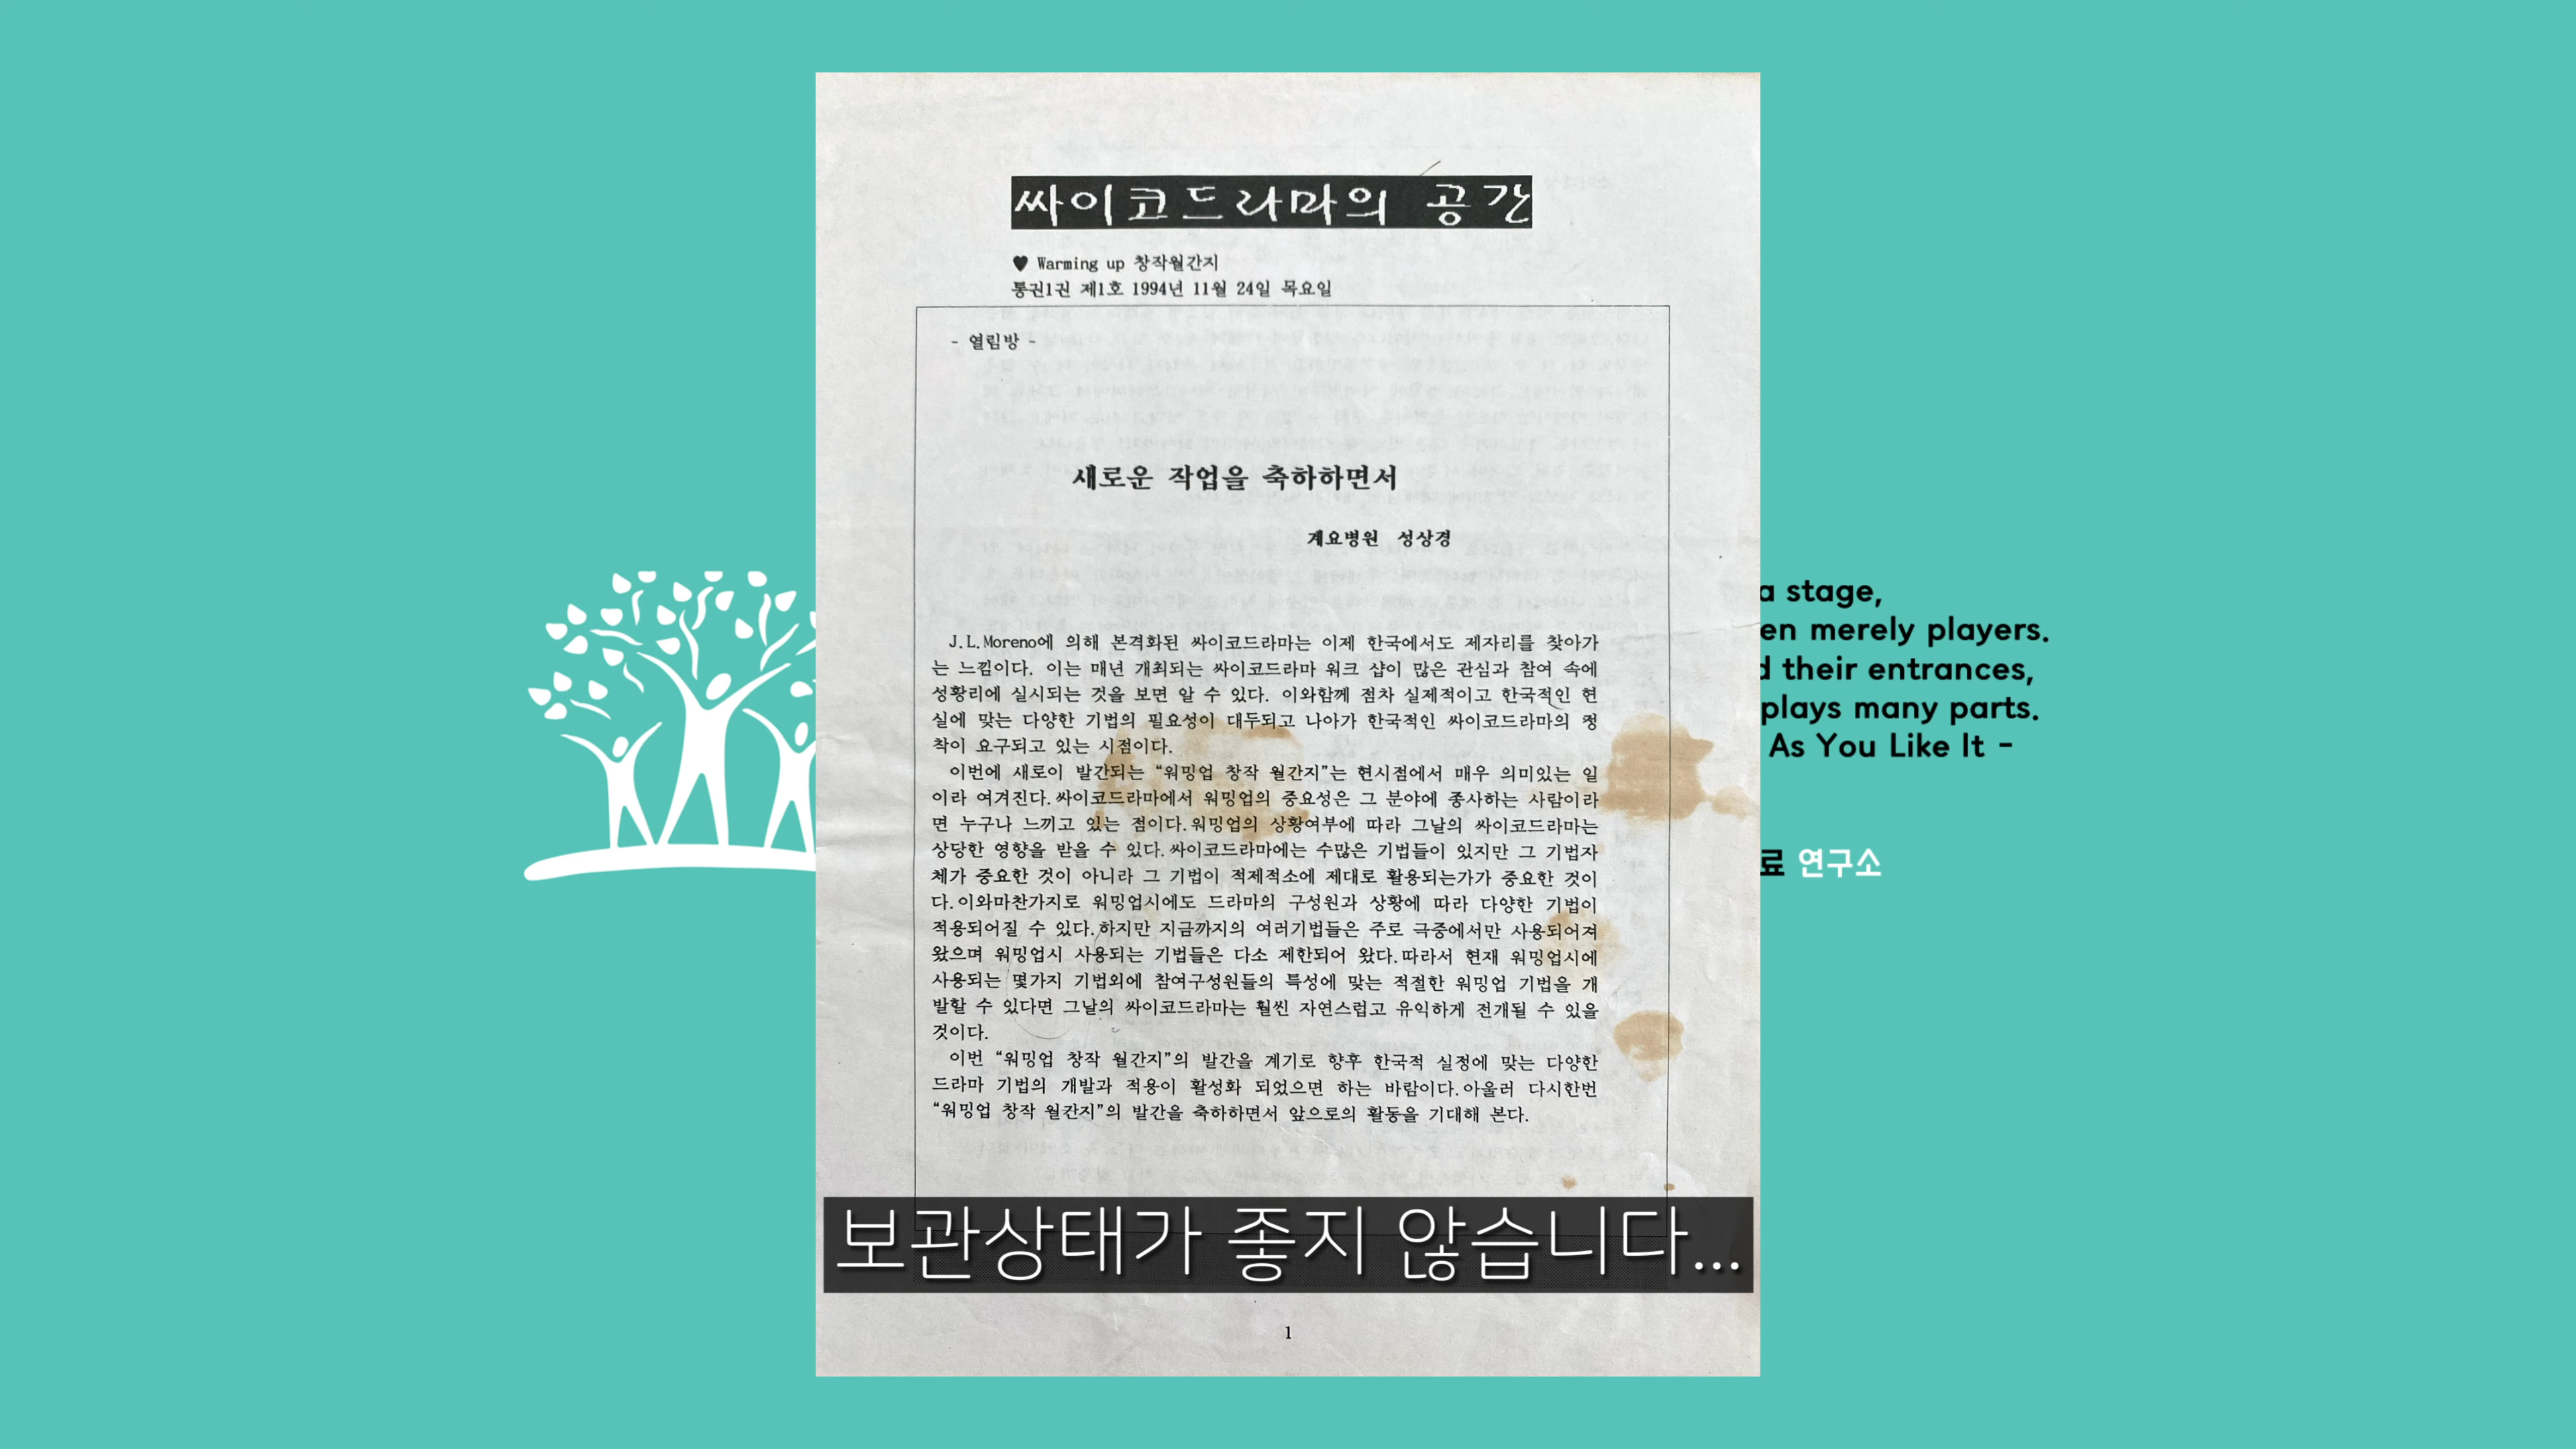 싸이코드라마의 공간
♥ Warming up 창작월간지
통권1권 제1호 1994년 11월 24일 목요일
- 열림방 -
새로운 작업을 축하하면서
계요병원 성상경
J.L.Moreno에 의해 본격화된 싸이코드라마는 이제 한국에서도 제자리를 찾아가
는 느낌이다. 이는 매년 개최되는 싸이코드라마 워크 샵이 많은 관심과 참여 속에
성황리에 실시되는 것을 보면 알 수 있다. 이와함께 점차 실제적이고 한국적인 현
실에 맞는 다양한 기법의 필요성이 대두되고 나아가 한국적인 싸이코드라마의 정
착이 요구되고 있는 시점이다.
이번에 새로이 발간되는 “워밍업 창작 월간지”는 현시점에서 매우 의미있는 일
이라 여겨진다.싸이코드라마에서 워밍업의 중요성은 그 분야에 종사하는 사람이라
면 누구나 느끼고 있는 점이다.워밍업의 상황여부에 따라 그날의 싸이코드라마는
상당한 영향을 받을 수 있다.싸이코드라마에는 수많은 기법들이 있지만 그 기법자
체가 중요한 것이 아니라 그 기법이 적제적소에 제대로 활용되는가가 중요한 것이
다.이와마찬가지로 워밍업시에도 드라마의 구성원과 상황에 따라 다양한 기법이
적용되어질 수 있다.하지만 지금까지의 여러기법들은 주로 극중에서만 사용되어져
왔으며 워밍업시 사용되는 기법들은 다소 제한되어 왔다.따라서 현재 워밍업시에
사용되는 몇가지 기법외에 참여구성원들의 특성에 맞는 적절한 워밍업 기법을 개
발할 수 있다면 그날의 싸이코드라마는 훨씬 자연스럽고 유익하게 전개될 수 있을
것이다.
이번 “워밍업 창작 월간지”의 발간을 계기로 향후 한국적 실정에 맞는 다양한
드라마 기법의 개발과 적용이 활성화 되었으면 하는 바람이다.아울러 다시한번
“워밍업 창작 월간지”의 발간을 축하하면서 앞으로의 활동을 기대해 본다.
보관상태가 좋지 않습니다...
1
a stage,
en merely players.
d their entrances,
plays many parts.
As You Like It -
료 연구소